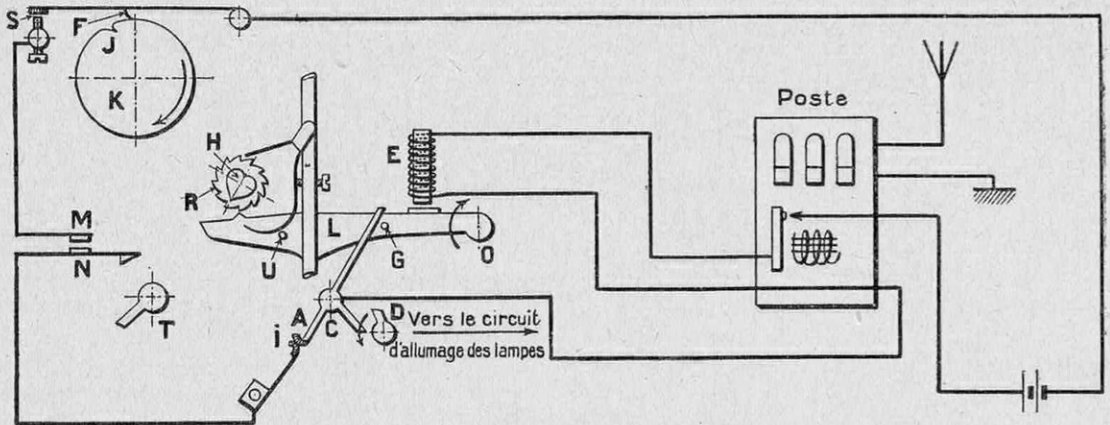 S
F
J
K
Poste
H
E
R
M
L
N
U
G
O
T
A
i
C
D
Vers le circuit
d'allumage des lampes